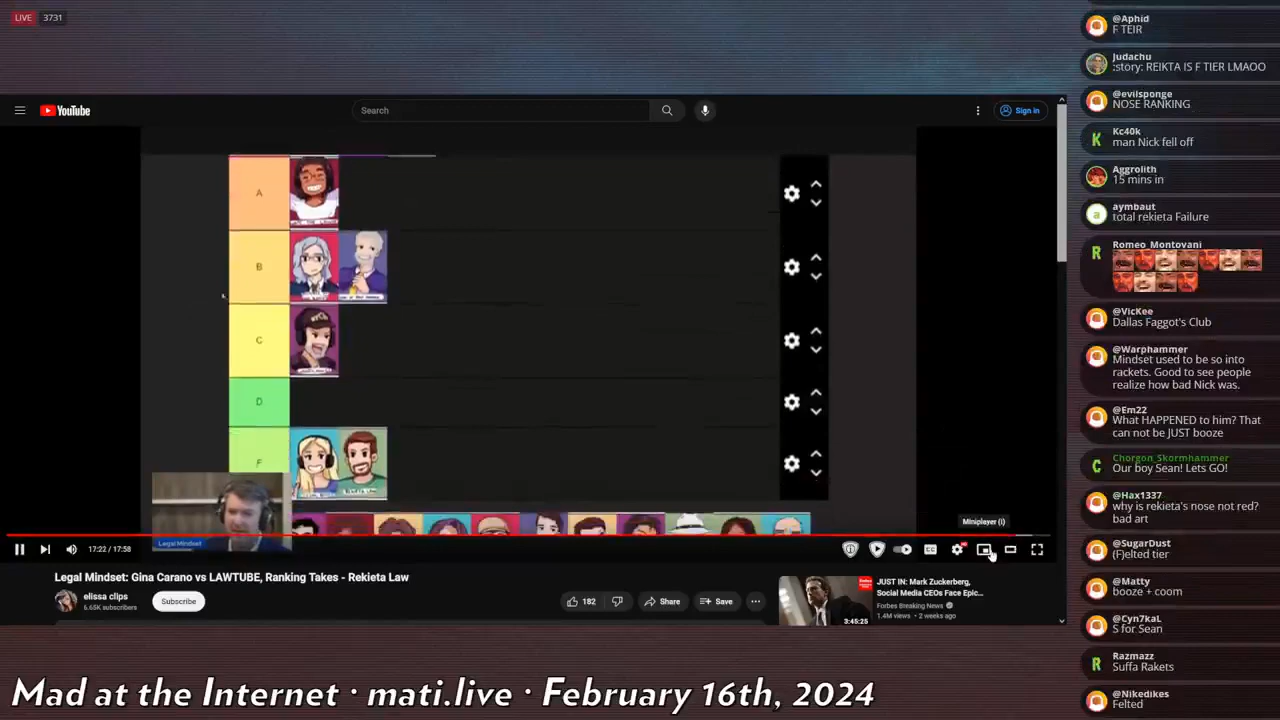 LIVE 3731
YouTube
Search
Sign in
A
B
C
D
F
Legal Mindset
Miniplayer (i)
17:22 / 17:58
CC
Legal Mindset: Gina Carano vs LAWTUBE, Ranking Takes - Rekieta Law
elissa clips
6.65K subscribers
Subscribe
182
Share
Save
JUST IN: Mark Zuckerberg,
Social Media CEOs Face Epic…
Forbes Breaking News
1.4M views • 2 weeks ago
3:45:25
@Aphid
F TEIR
Judachu
:story: REIKTA IS F TIER LMAOO
@evilsponge
NOSE RANKING
Kc40k
man Nick fell off
Aggrolith
15 mins in
aymbaut
total rekieta Failure
Romeo_Montovani
@VicKee
Dallas Faggot's Club
@Warphammer
Mindset used to be so into
rackets. Good to see people
realize how bad Nick was.
@Em22
What HAPPENED to him? That
can not be JUST booze
Chorgon_Skormhammer
Our boy Sean! Lets GO!
@Hax1337
why is rekieta's nose not red?
bad art
@SugarDust
(F)elted tier
@Matty
booze + coom
@Cyn7kaL
S for Sean
Razmazz
Suffa Rakets
@Nikedikes
Felted
Mad at the Internet · mati.live · February 16th, 2024